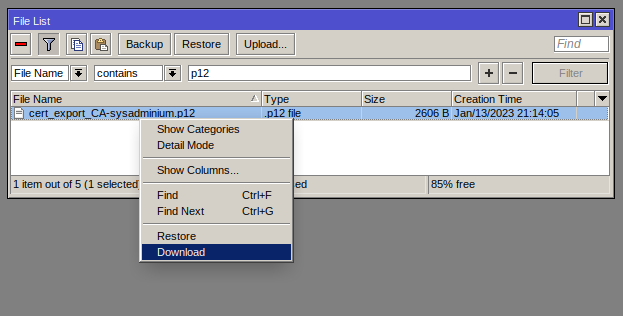 File List
Backup Restore Upload... Find
File Name contains p12 Filter
File Name Type Size Creation Time
cert_export_CA-sysadminium.p12 .p12 file 2606 B Jan/13/2023 21:14:05
Show Categories
Detail Mode
Show Columns...
1 item out of 5 (1 selected) 85% free
Find Ctrl+F
Find Next Ctrl+G
Restore
Download